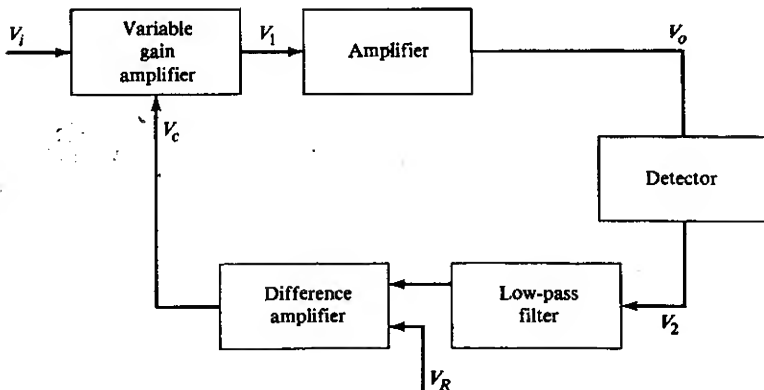 V_i
Variable
gain
amplifier
V_1
Amplifier
V_o
V_c
Detector
Difference
amplifier
Low-pass
filter
V_2
V_R